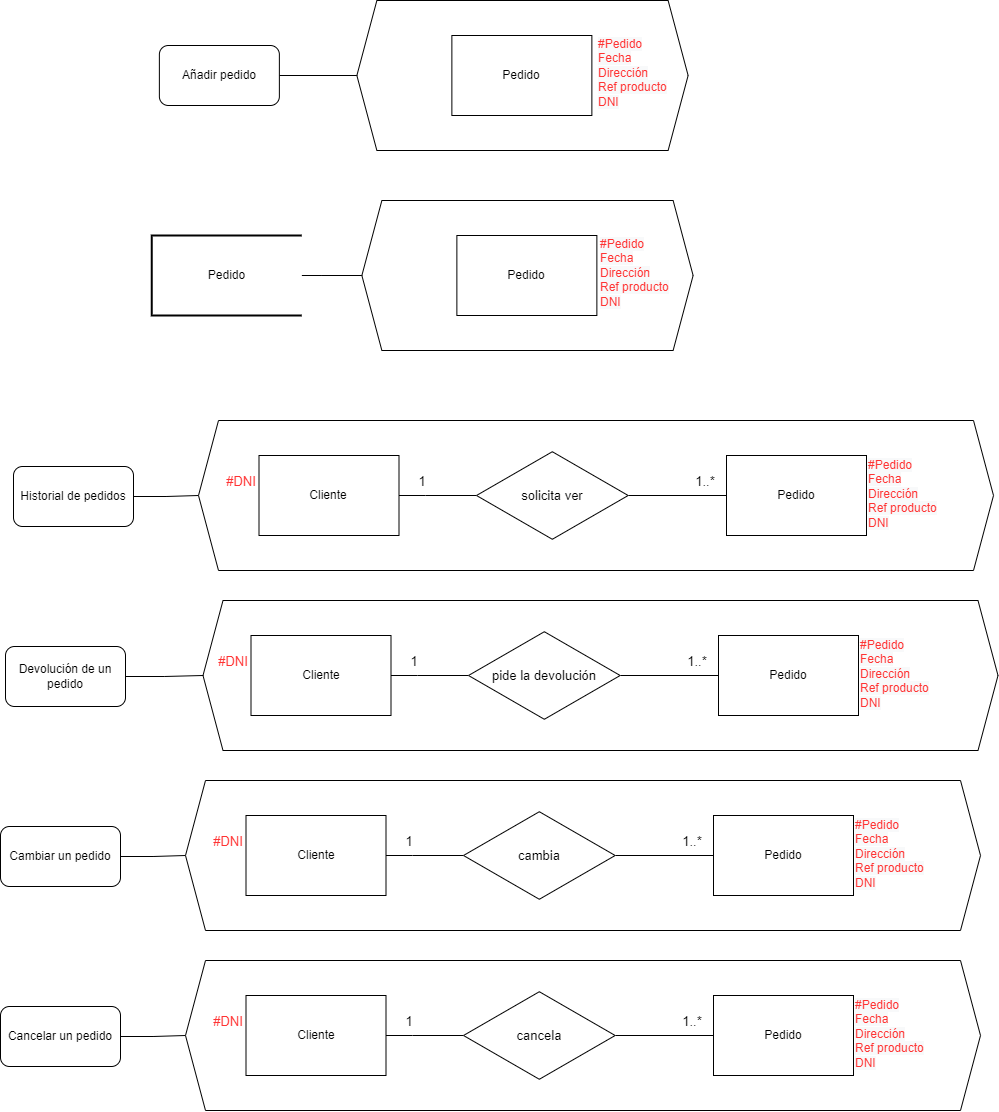 Añadir pedido
Pedido
#Pedido
Fecha
Dirección
Ref producto
DNI
Pedido
Pedido
#Pedido
Fecha
Dirección
Ref producto
DNI
Historial de pedidos
#DNI
Cliente
1
solicita ver
1..*
Pedido
#Pedido
Fecha
Dirección
Ref producto
DNI
Devolución de un
pedido
#DNI
Cliente
1
pide la devolución
1..*
Pedido
#Pedido
Fecha
Dirección
Ref producto
DNI
Cambiar un pedido
#DNI
Cliente
1
cambia
1..*
Pedido
#Pedido
Fecha
Dirección
Ref producto
DNI
Cancelar un pedido
#DNI
Cliente
1
cancela
1..*
Pedido
#Pedido
Fecha
Dirección
Ref producto
DNI